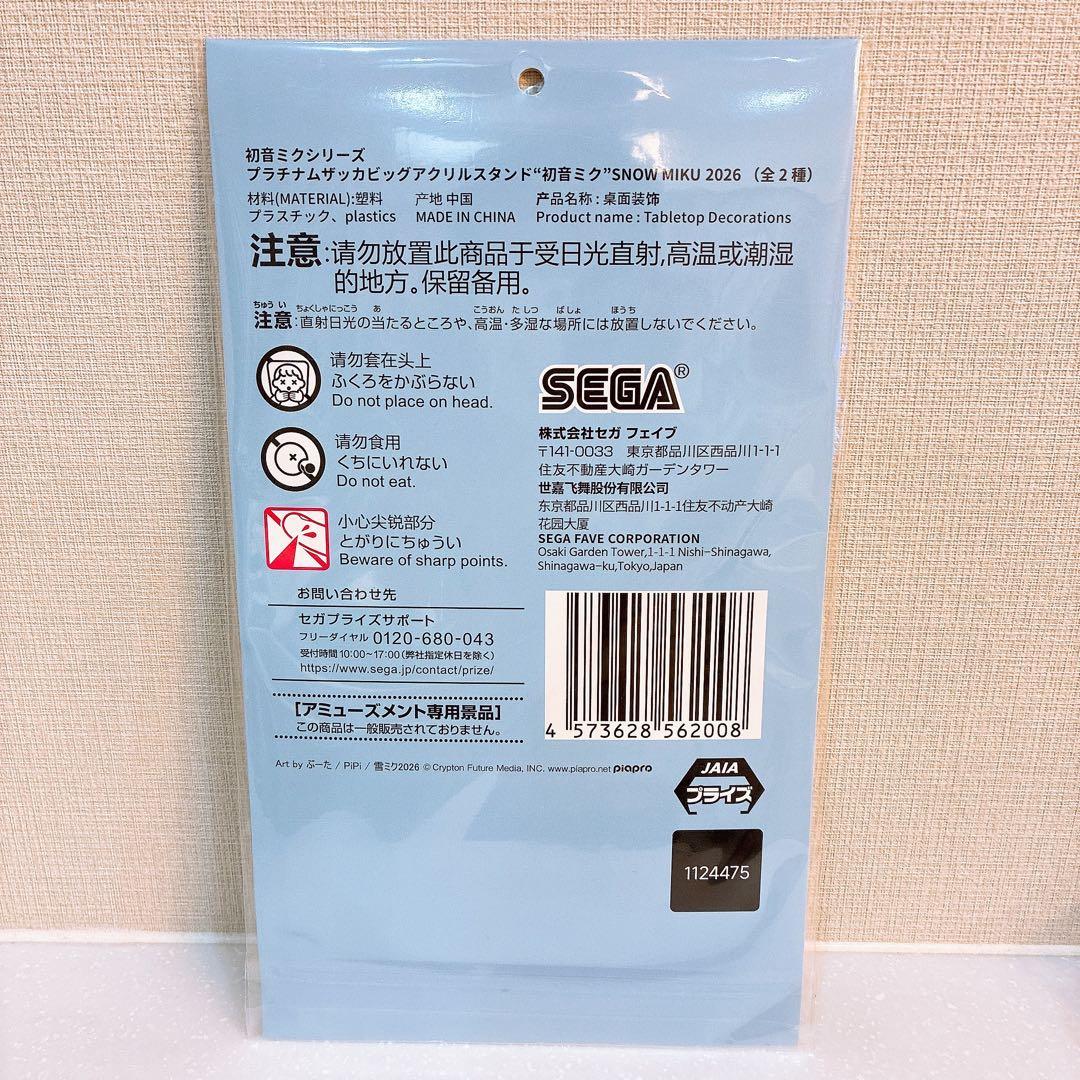 初音ミクシリーズ
プラチナムザッカビッグアクリルスタンド“初音ミク”SNOW MIKU 2026 （全2種）
材料(MATERIAL):塑料 产地 中国 产品名称：桌面装饰
プラスチック、plastics MADE IN CHINA Product name : Tabletop Decorations
注意:请勿放置此商品于受日光直射,高温或潮湿
的地方。保留备用。
ちゅうい ちょくしゃにっこう あ こうおん たしつ ばしょ ほうち
注意:直射日光の当たるところや、高温・多湿な場所には放置しないでください。
请勿套在头上
ふくろをかぶらない
Do not place on head.
请勿食用
くちにいれない
Do not eat.
小心尖锐部分
とがりにちゅうい
Beware of sharp points.
お問い合わせ先
セガプライズサポート
フリーダイヤル 0120-680-043
受付時間 10:00~17:00（弊社指定休日を除く）
https://www.sega.jp/contact/prize/
［アミューズメント専用景品］
この商品は一般販売されておりません。
SEGA®
株式会社セガ フェイブ
〒141-0033 東京都品川区西品川1-1-1
住友不動産大崎ガーデンタワー
世嘉飞舞股份有限公司
东京都品川区西品川1-1-1住友不动产大崎
花园大厦
SEGA FAVE CORPORATION
Osaki Garden Tower,1-1-1 Nishi-Shinagawa,
Shinagawa-ku,Tokyo,Japan
4 573628 562008
Art by ぶーた / PiPi / 雪ミク2026 © Crypton Future Media, INC. www.piapro.net piapro
JAIA
プライズ
1124475